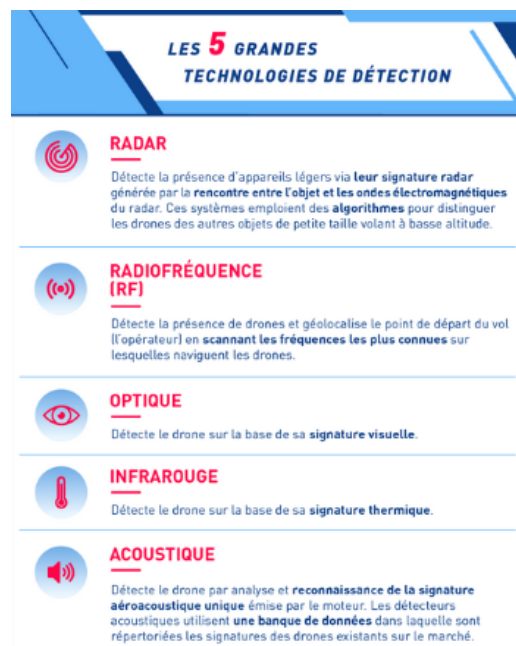 LES 5 GRANDES
TECHNOLOGIES DE DÉTECTION
RADAR
Détecte la présence d'appareils légers via leur signature radar
générée par la rencontre entre l'objet et les ondes électromagnétiques
du radar. Ces systèmes emploient des algorithmes pour distinguer
les drones des autres objets de petite taille volant à basse altitude.
RADIOFRÉQUENCE
(RF)
Détecte la présence de drones et géolocalise le point de départ du vol
(l'opérateur) en scannant les fréquences les plus connues sur
lesquelles naviguent les drones.
OPTIQUE
Détecte le drone sur la base de sa signature visuelle.
INFRAROUGE
Détecte le drone sur la base de sa signature thermique.
ACOUSTIQUE
Détecte le drone par analyse et reconnaissance de la signature
aéroacoustique unique émise par le moteur. Les détecteurs
acoustiques utilisent une banque de données dans laquelle sont
répertoriées les signatures des drones existants sur le marché.